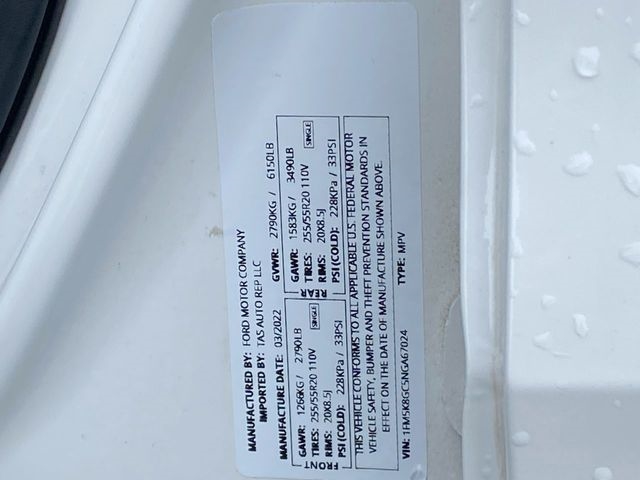 MANUFACTURED BY: FORD MOTOR COMPANY
IMPORTED BY: TAS AUTO REP LLC
MANUFACTURE DATE: 03/2022
GVWR: 2790KG / 6150LB
FRONT
GAWR: 1266KG / 2790LB
TIRES: 255/55R20 110V SINGLE
RIMS: 20X8.5J
PSI (COLD): 228KPa / 33PSI
REAR
GAWR: 1583KG / 3490LB
TIRES: 255/55R20 110V SINGLE
RIMS: 20X8.5J
PSI (COLD): 228KPa / 33PSI
THIS VEHICLE CONFORMS TO ALL APPLICABLE U.S. FEDERAL MOTOR
VEHICLE SAFETY, BUMPER AND THEFT PREVENTION STANDARDS IN
EFFECT ON THE DATE OF MANUFACTURE SHOWN ABOVE.
VIN: 1FM5K8GC5NGA67024 TYPE: MPV